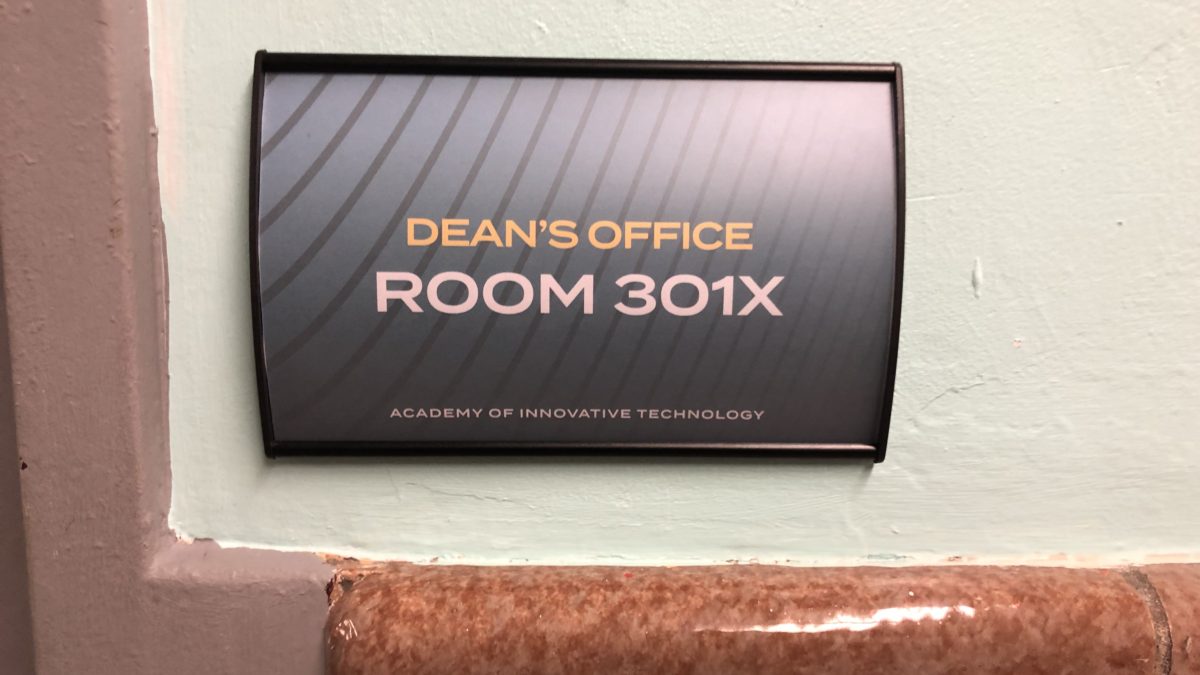 DEAN'S OFFICE
ROOM 301X
ACADEMY OF INNOVATIVE TECHNOLOGY